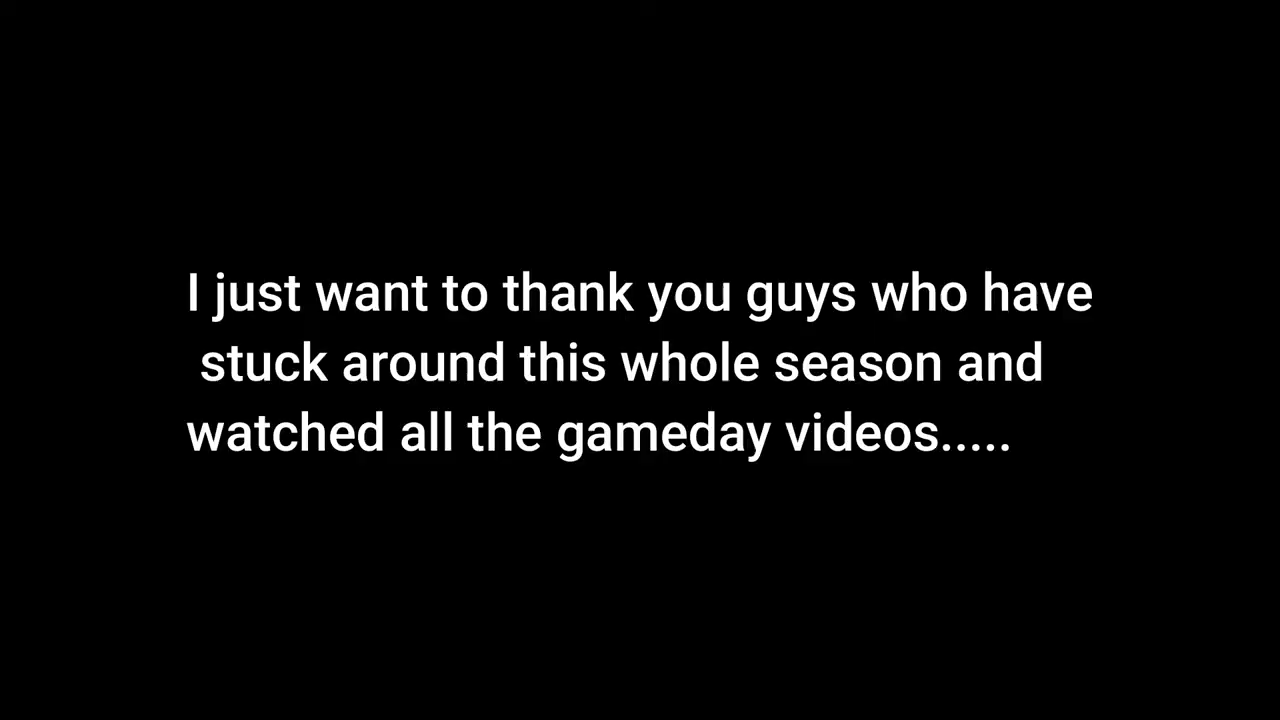 I just want to thank you guys who have
stuck around this whole season and
watched all the gameday videos.....